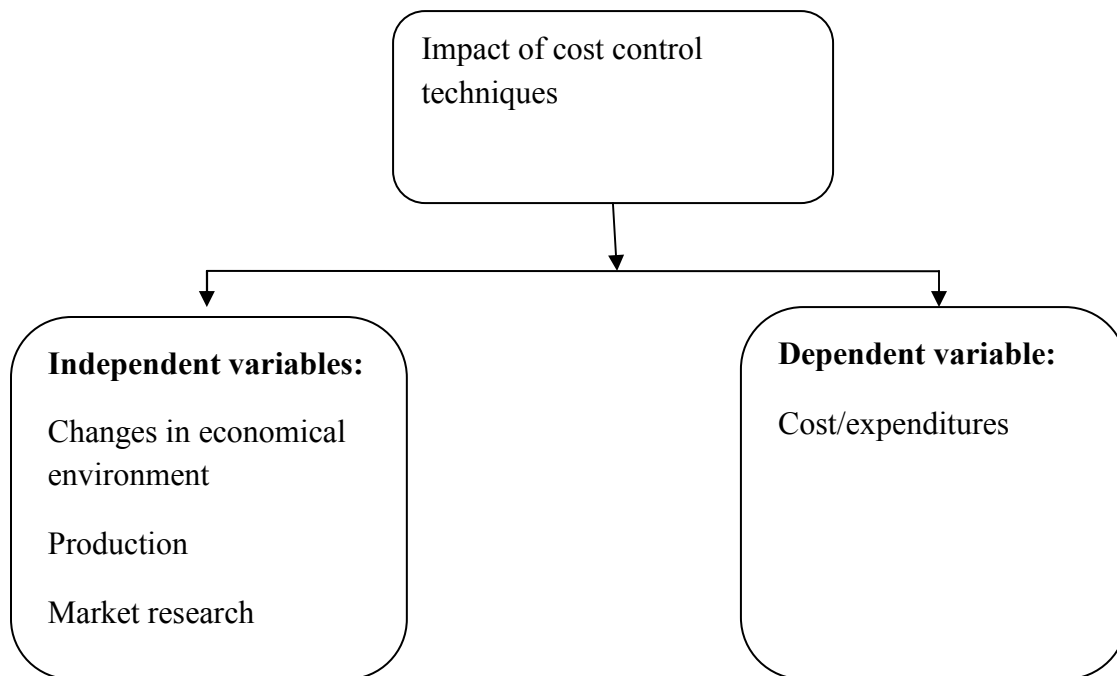 Impact of cost control
techniques
Independent variables:
Changes in economical
environment
Production
Market research
Dependent variable:
Cost/expenditures